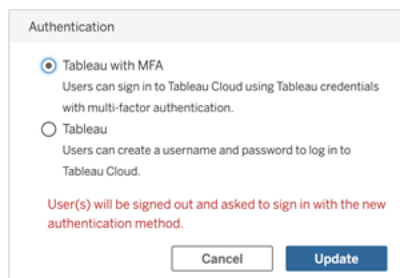 Authentication
Tableau with MFA
Users can sign in to Tableau Cloud using Tableau credentials
with multi-factor authentication.
Tableau
Users can create a username and password to log in to
Tableau Cloud.
User(s) will be signed out and asked to sign in with the new
authentication method.
Cancel Update